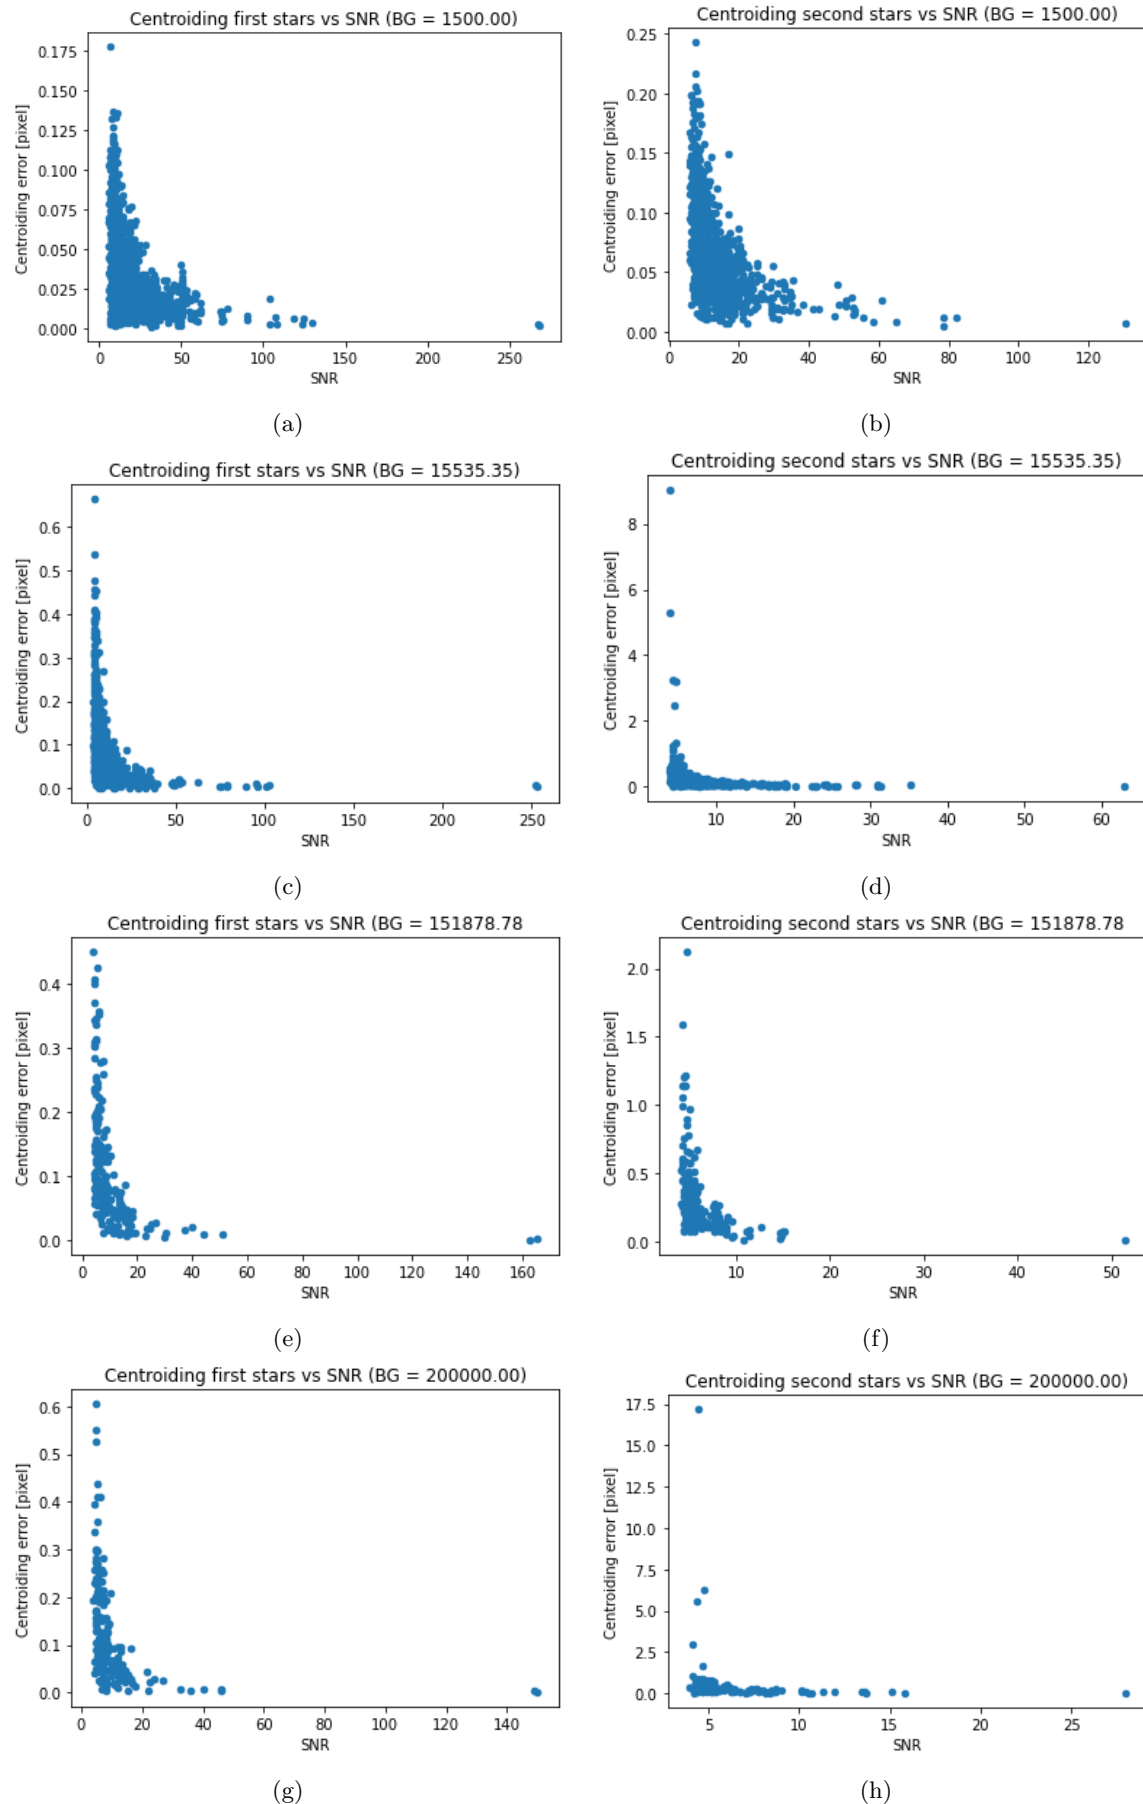 Centroiding first stars vs SNR (BG = 1500.00)
Centroiding error [pixel]
0.175
0.150
0.125
0.100
0.075
0.050
0.025
0.000
0 50 100 150 200 250
SNR
(a)
Centroiding second stars vs SNR (BG = 1500.00)
Centroiding error [pixel]
0.25
0.20
0.15
0.10
0.05
0.00
0 20 40 60 80 100 120
SNR
(b)
Centroiding first stars vs SNR (BG = 15535.35)
Centroiding error [pixel]
0.6
0.5
0.4
0.3
0.2
0.1
0.0
0 50 100 150 200 250
SNR
(c)
Centroiding second stars vs SNR (BG = 15535.35)
Centroiding error [pixel]
8
6
4
2
0
10 20 30 40 50 60
SNR
(d)
Centroiding first stars vs SNR (BG = 151878.78
Centroiding error [pixel]
0.4
0.3
0.2
0.1
0.0
0 20 40 60 80 100 120 140 160
SNR
(e)
Centroiding second stars vs SNR (BG = 151878.78
Centroiding error [pixel]
2.0
1.5
1.0
0.5
0.0
10 20 30 40 50
SNR
(f)
Centroiding first stars vs SNR (BG = 200000.00)
Centroiding error [pixel]
0.6
0.5
0.4
0.3
0.2
0.1
0.0
0 20 40 60 80 100 120 140
SNR
(g)
Centroiding second stars vs SNR (BG = 200000.00)
Centroiding error [pixel]
17.5
15.0
12.5
10.0
7.5
5.0
2.5
0.0
5 10 15 20 25
SNR
(h)